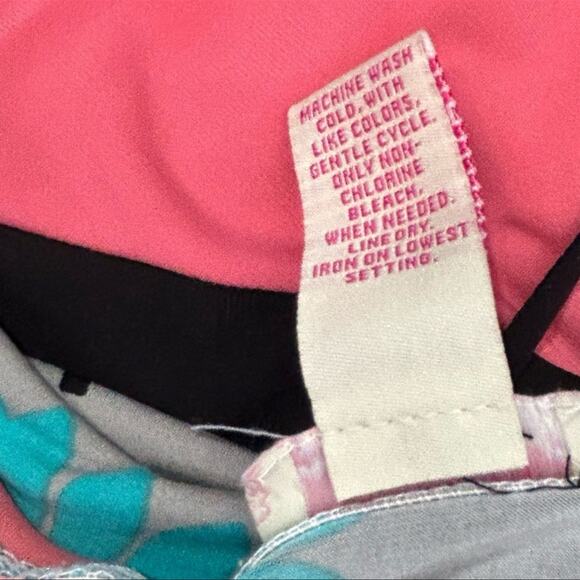 MACHINE WASH
COLD, WITH
LIKE COLORS,
GENTLE CYCLE.
ONLY NON-
CHLORINE
BLEACH,
WHEN NEEDED.
LINE DRY.
IRON ON LOWEST
SETTING.